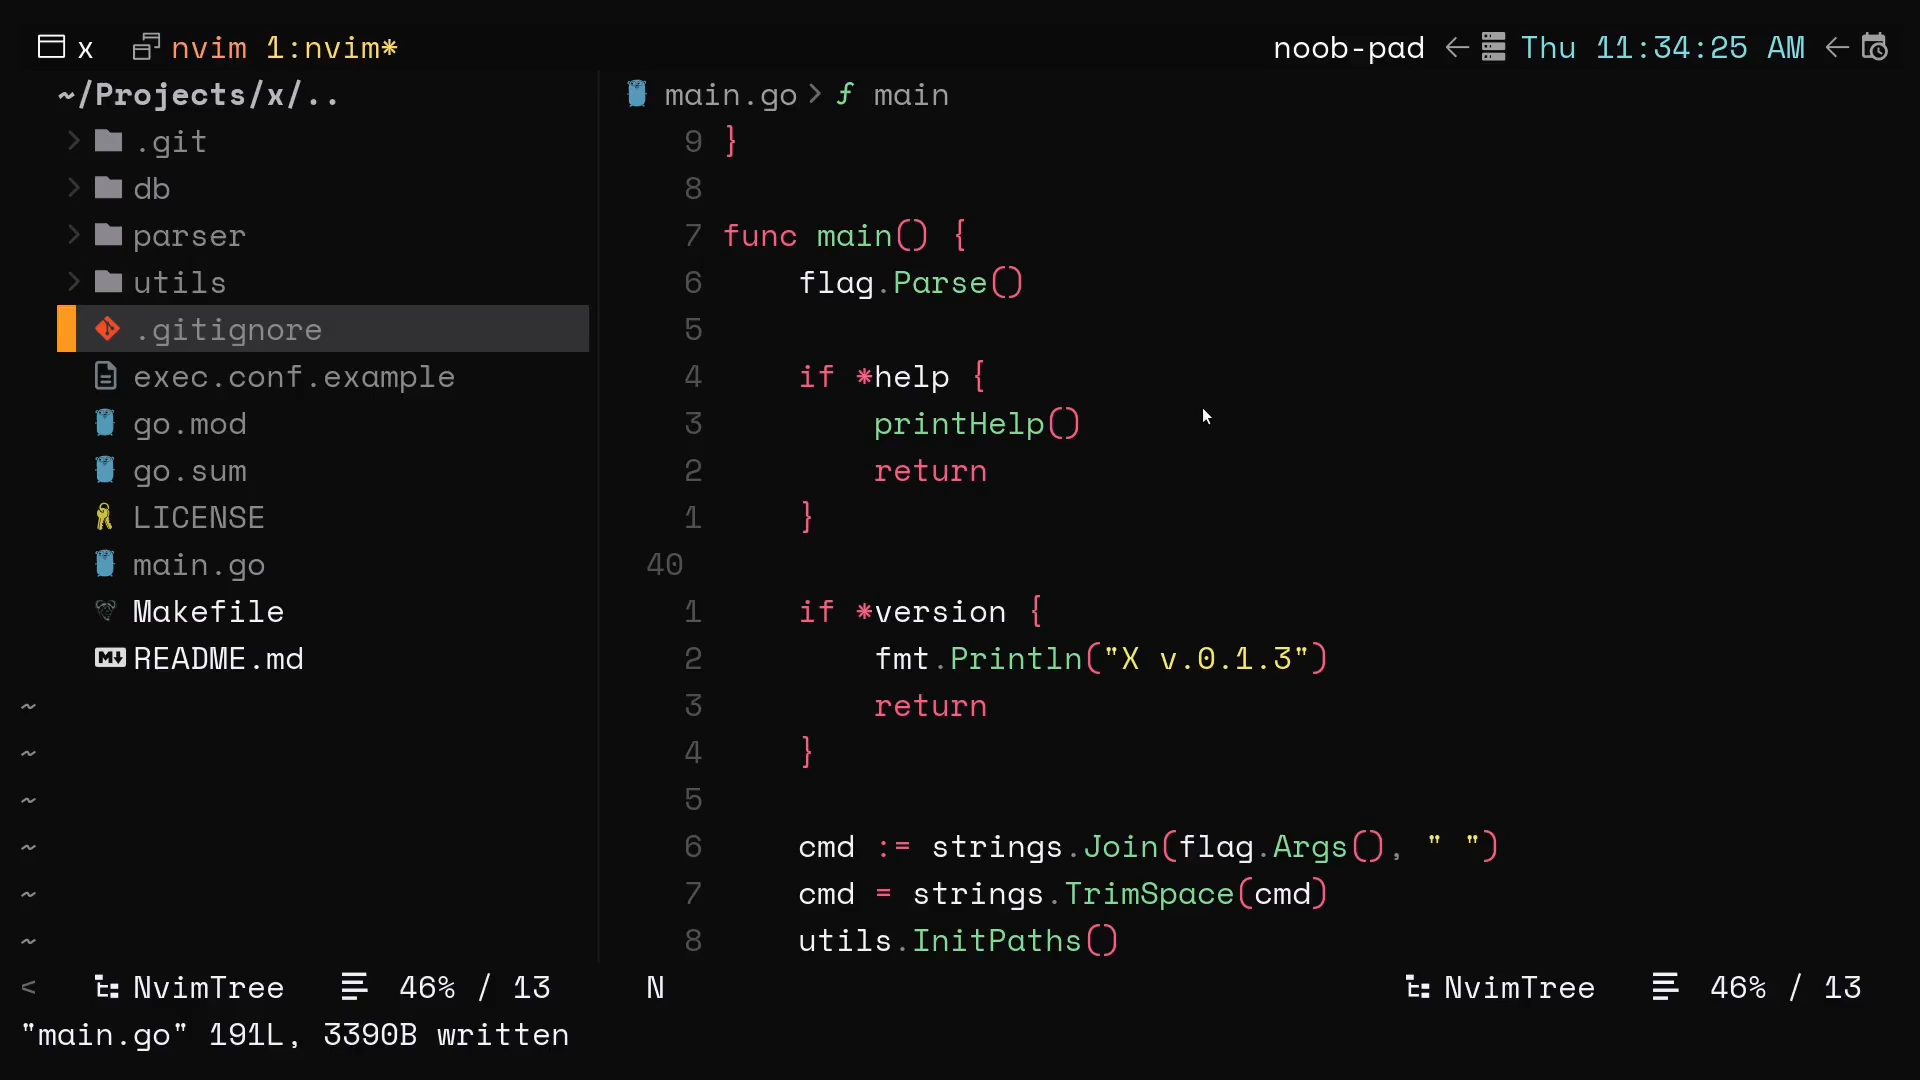 x nvim 1:nvim* noob-pad ← Thu 11:34:25 AM ←
~/Projects/x/..
> .git
> db
> parser
> utils
.gitignore
exec.conf.example
go.mod
go.sum
LICENSE
main.go
Makefile
README.md
~
~
~
~
~
~
main.go > f main
9 }
8
7 func main() {
6     flag.Parse()
5
4     if *help {
3         printHelp()
2         return
1     }
40
1     if *version {
2         fmt.Println("X v.0.1.3")
3         return
4     }
5
6     cmd := strings.Join(flag.Args(), " ")
7     cmd = strings.TrimSpace(cmd)
8     utils.InitPaths()
< NvimTree 46% / 13 N NvimTree 46% / 13
"main.go" 191L, 3390B written